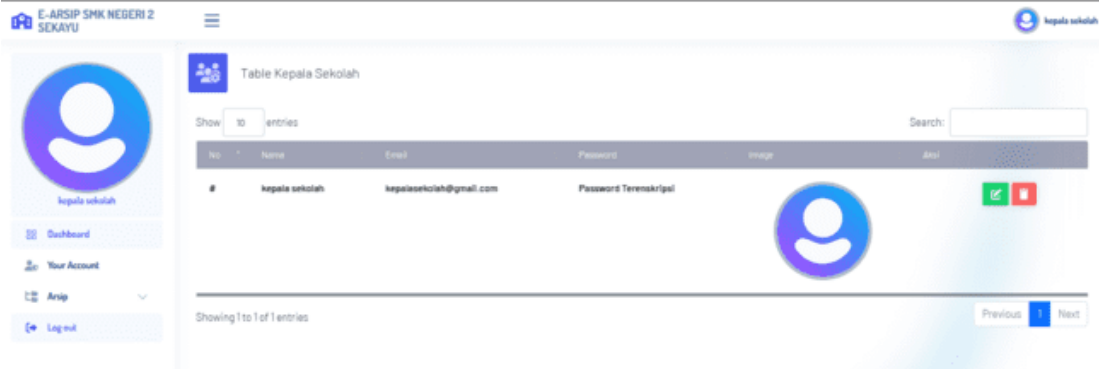 E-ARSIP SMK NEGERI 2
SEKAYU
kepala sekolah
kepala sekolah
Dashboard
Your Account
Arsip
Log out
Table Kepala Sekolah
Show 10 entries
Search:
No Name Email Password Image Aksi
# kepala sekolah kepalasekolah@gmail.com Password Terenskripsi
Showing 1 to 1 of 1 entries
Previous 1 Next